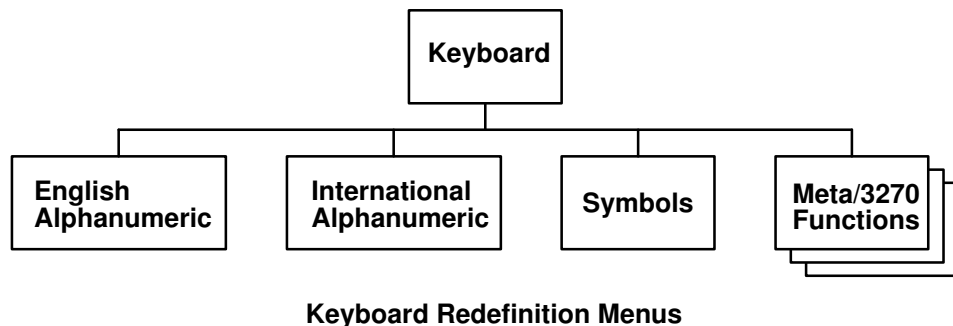 Keyboard
English
Alphanumeric
International
Alphanumeric
Symbols
Meta/3270
Functions
Keyboard Redefinition Menus